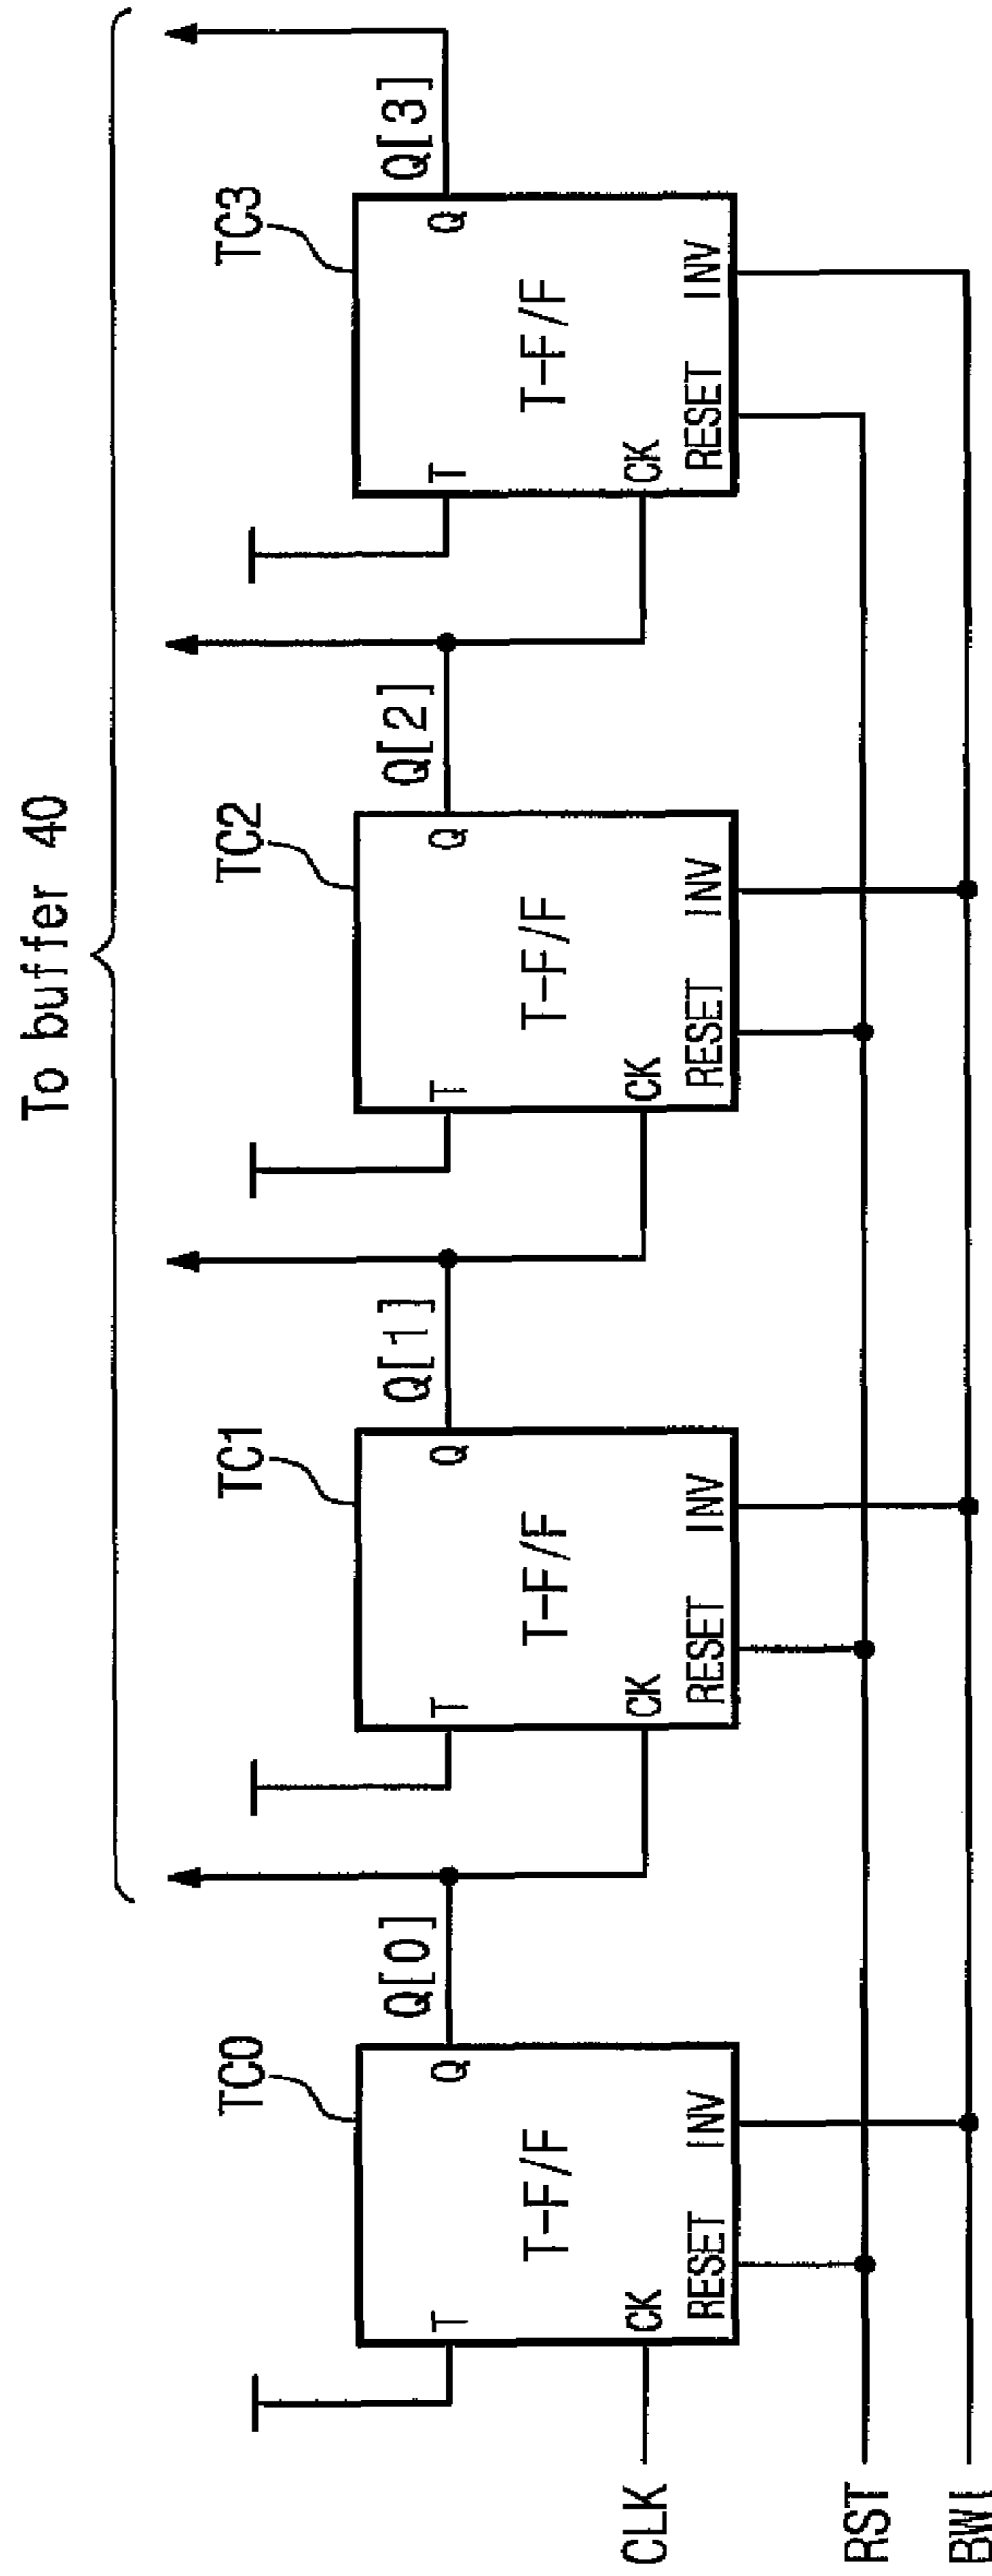 To buffer 40
TC0
TC1
TC2
TC3
Q[0]
Q[1]
Q[2]
Q[3]
T
Q
T
Q
T
Q
T
Q
T-F/F
T-F/F
T-F/F
T-F/F
CLK
CK
CK
CK
CK
RESET INV
RESET INV
RESET INV
RESET INV
RST
BWI